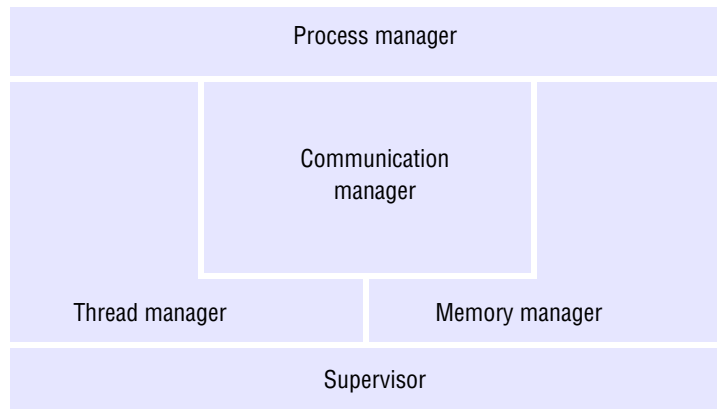 Process manager
Communication
manager
Thread manager
Memory manager
Supervisor